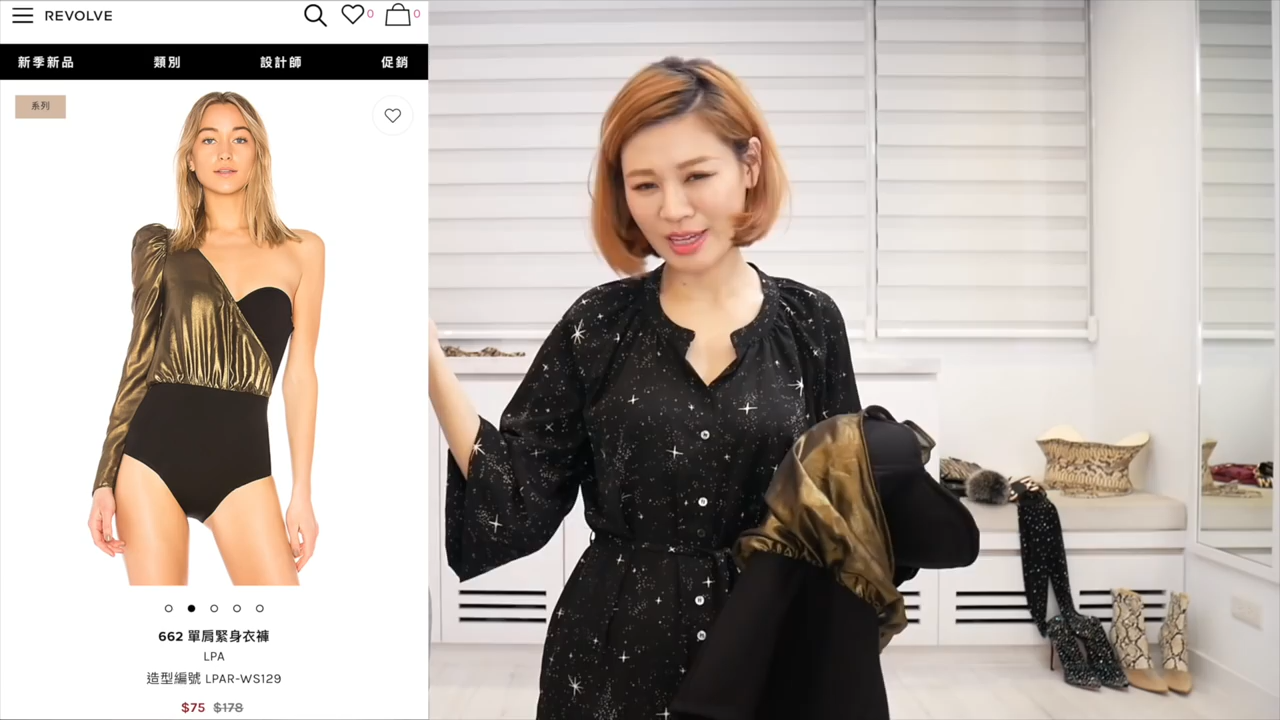 REVOLVE
0
0
新季新品 類別 設計師 促銷
系列
662 單肩緊身衣褲
LPA
造型編號 LPAR-WS129
$75 $178